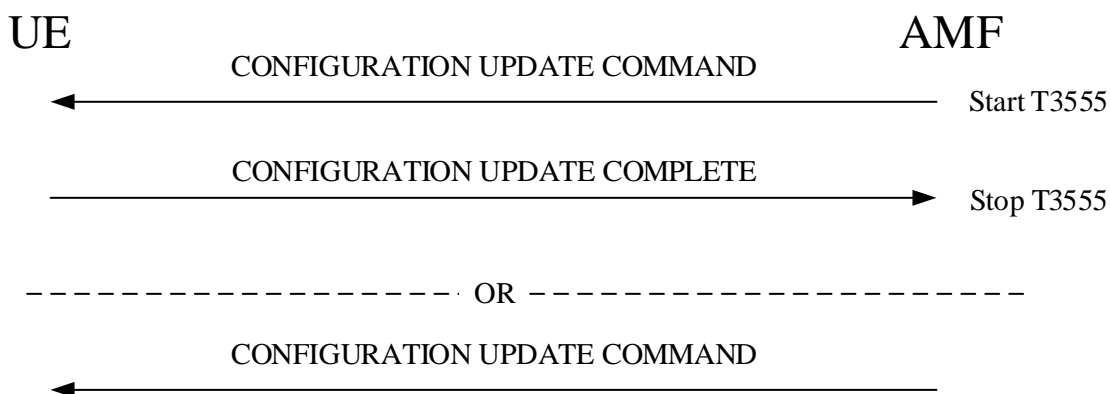 UE AMF
CONFIGURATION UPDATE COMMAND
Start T3555
CONFIGURATION UPDATE COMPLETE
Stop T3555
OR
CONFIGURATION UPDATE COMMAND